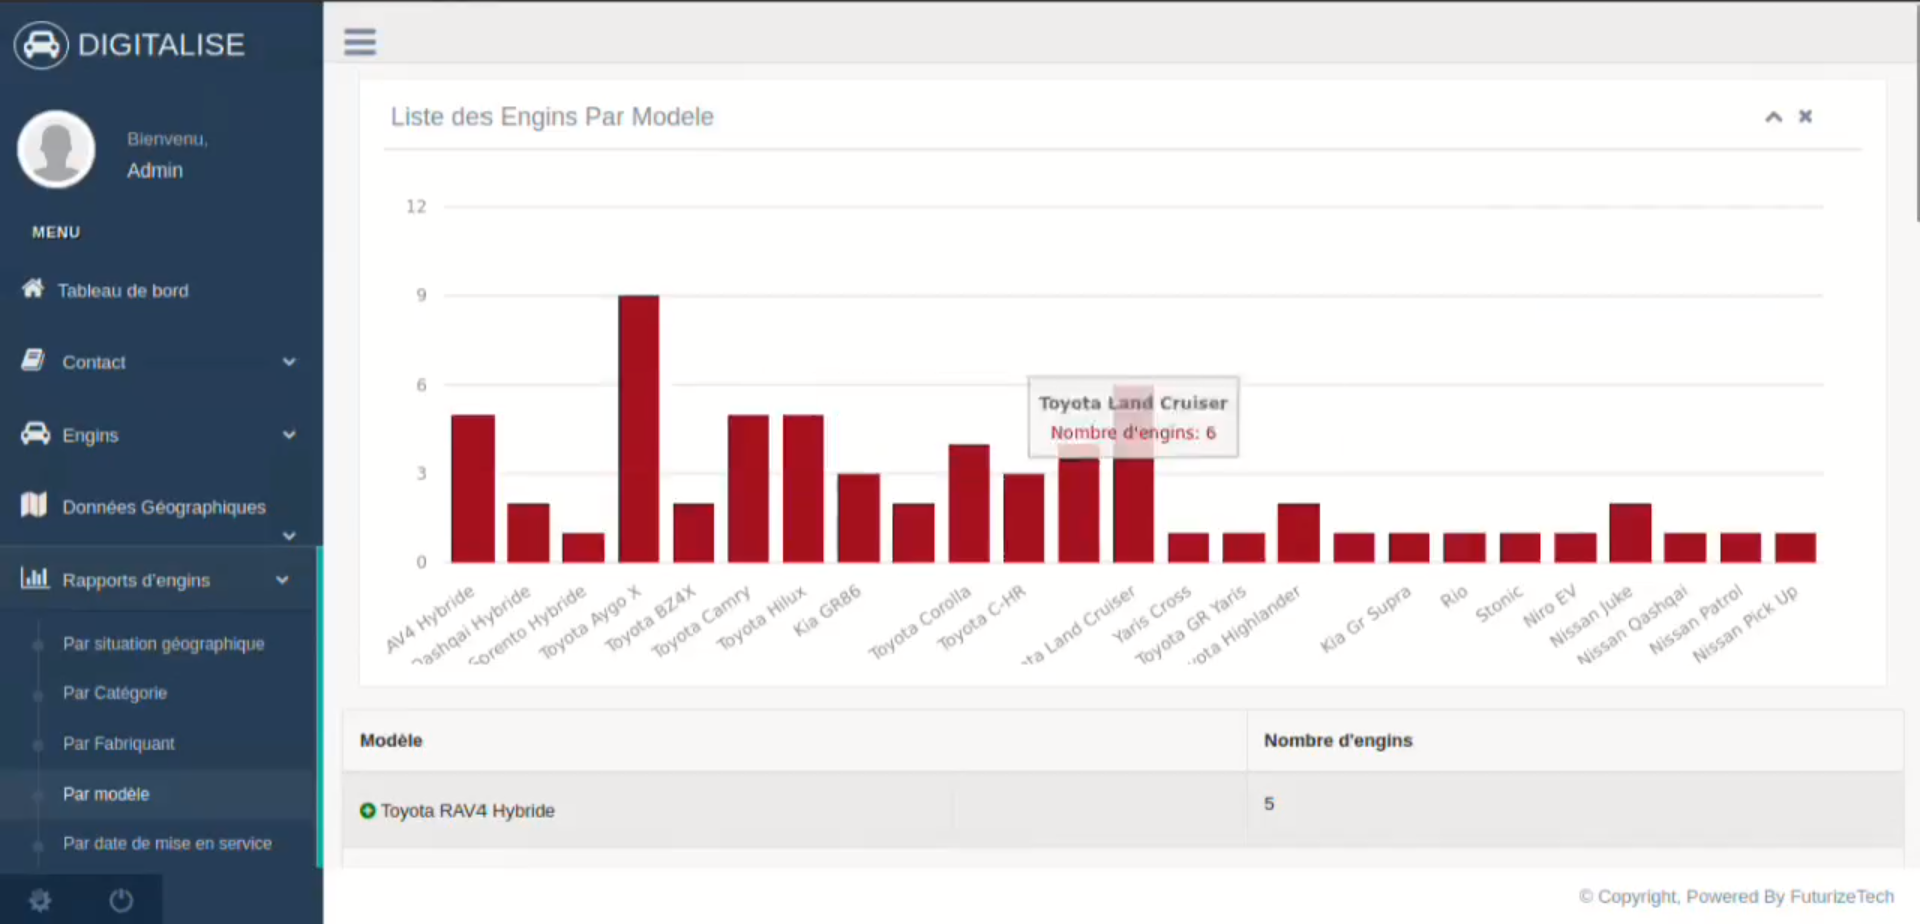 DIGITALISE
Bienvenu,
Admin
MENU
Tableau de bord
Contact
Engins
Données Géographiques
Rapports d'engins
Par situation géographique
Par Catégorie
Par Fabriquant
Par modèle
Par date de mise en service
Liste des Engins Par Modele
12
9
6
3
0
Toyota Land Cruiser
Nombre d'engins: 6
AV4 Hybride
ashqai Hybride
Sorento Hybride
Toyota Aygo X
Toyota BZ4X
Toyota Camry
Toyota Hilux
Kia GR86
Toyota Corolla
Toyota C-HR
ta Land Cruiser
Yaris Cross
Toyota GR Yaris
yota Highlander
Kia Gr Supra
Rio
Stonic
Niro EV
Nissan Juke
Nissan Qashqai
Nissan Patrol
Nissan Pick Up
Modèle
Nombre d'engins
Toyota RAV4 Hybride
5
© Copyright, Powered By FuturizeTech